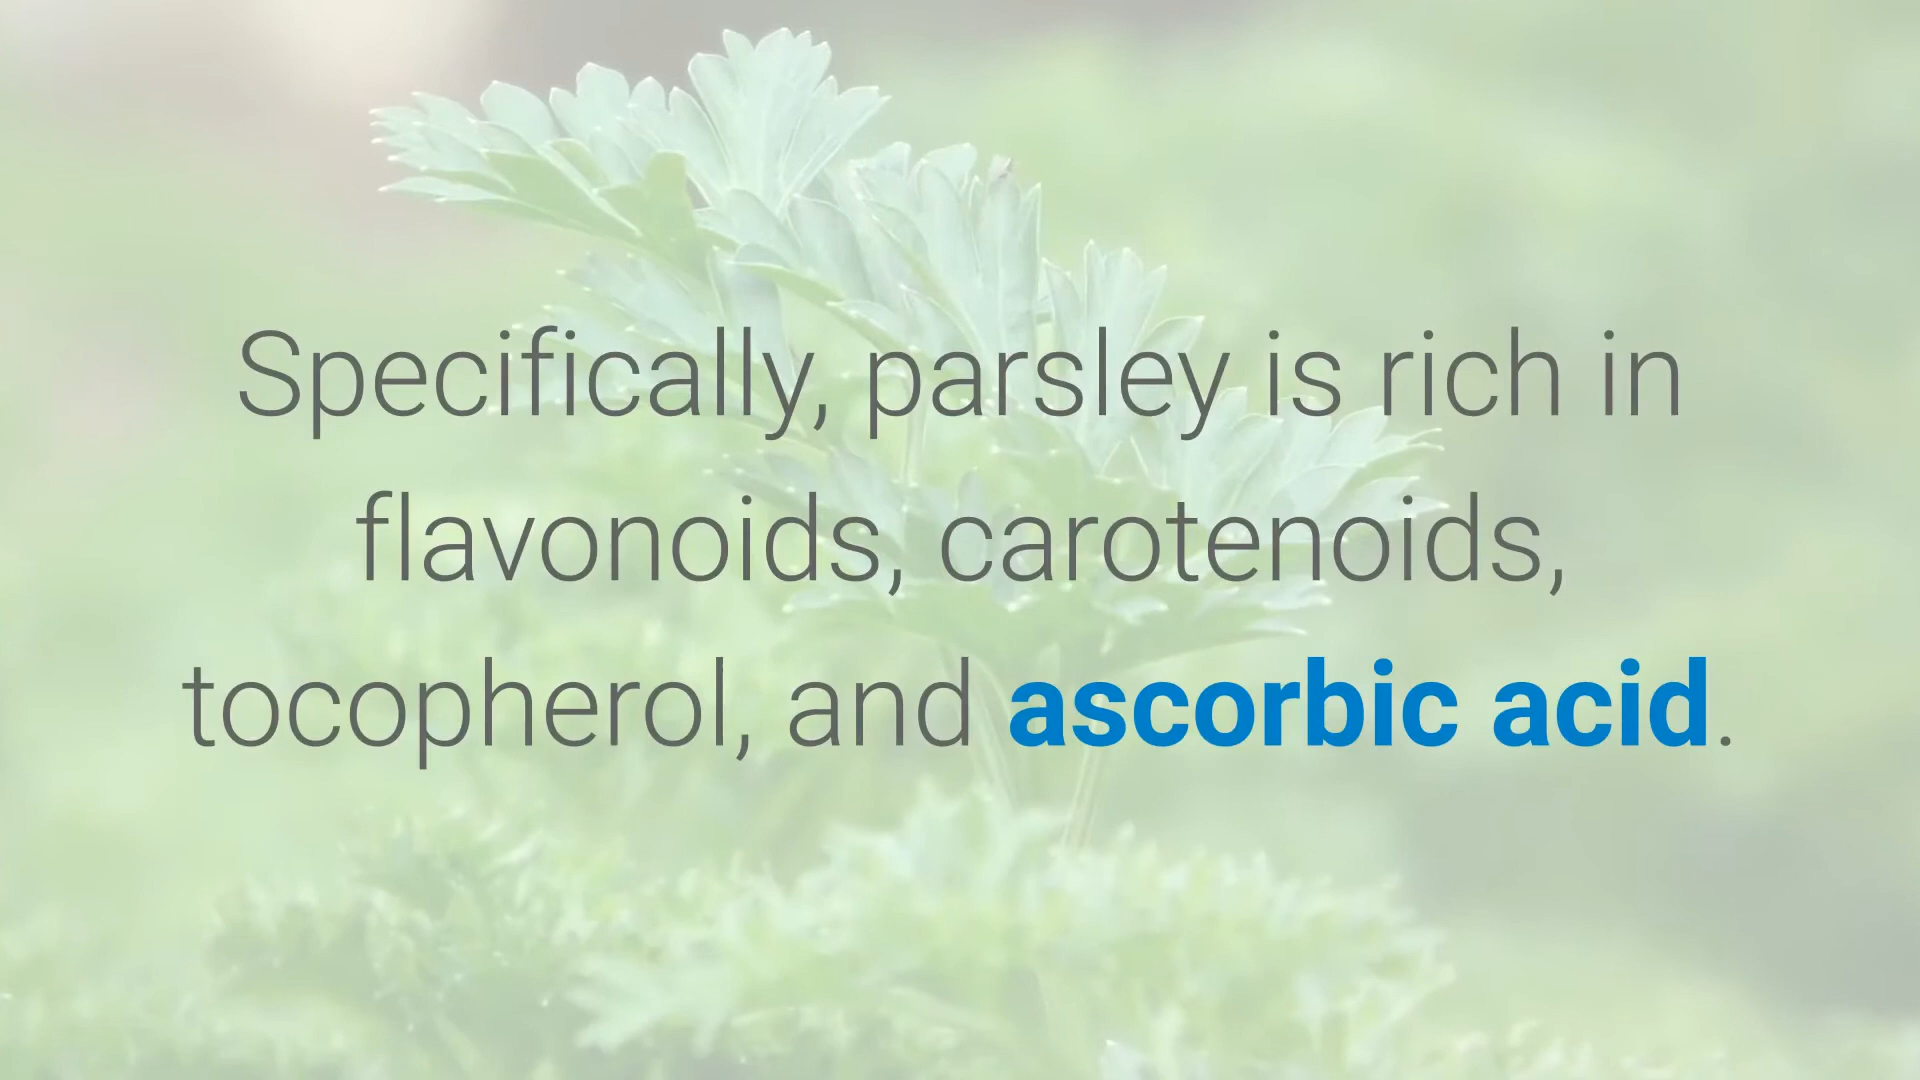 Specifically, parsley is rich in
flavonoids, carotenoids,
tocopherol, and ascorbic acid.